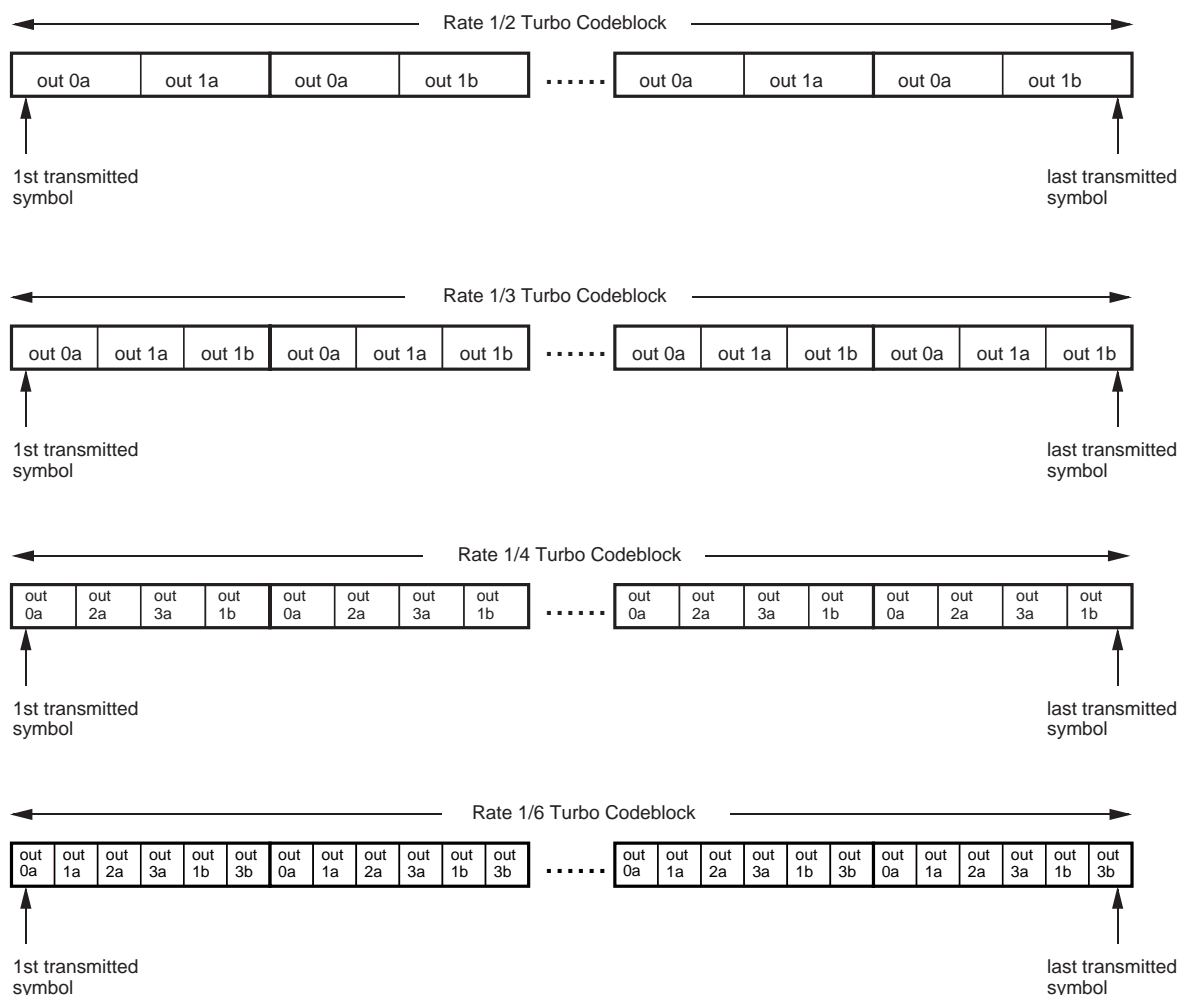 Rate 1/2 Turbo Codeblock
out 0a out 1a out 0a out 1b ...... out 0a out 1a out 0a out 1b
1st transmitted
symbol
last transmitted
symbol
Rate 1/3 Turbo Codeblock
out 0a out 1a out 1b out 0a out 1a out 1b ...... out 0a out 1a out 1b out 0a out 1a out 1b
1st transmitted
symbol
last transmitted
symbol
Rate 1/4 Turbo Codeblock
out 0a out 2a out 3a out 1b out 0a out 2a out 3a out 1b ...... out 0a out 2a out 3a out 1b out 0a out 2a out 3a out 1b
1st transmitted
symbol
last transmitted
symbol
Rate 1/6 Turbo Codeblock
out 0a out 1a out 2a out 3a out 1b out 3b out 0a out 1a out 2a out 3a out 1b out 3b ...... out 0a out 1a out 2a out 3a out 1b out 3b out 0a out 1a out 2a out 3a out 1b out 3b
1st transmitted
symbol
last transmitted
symbol